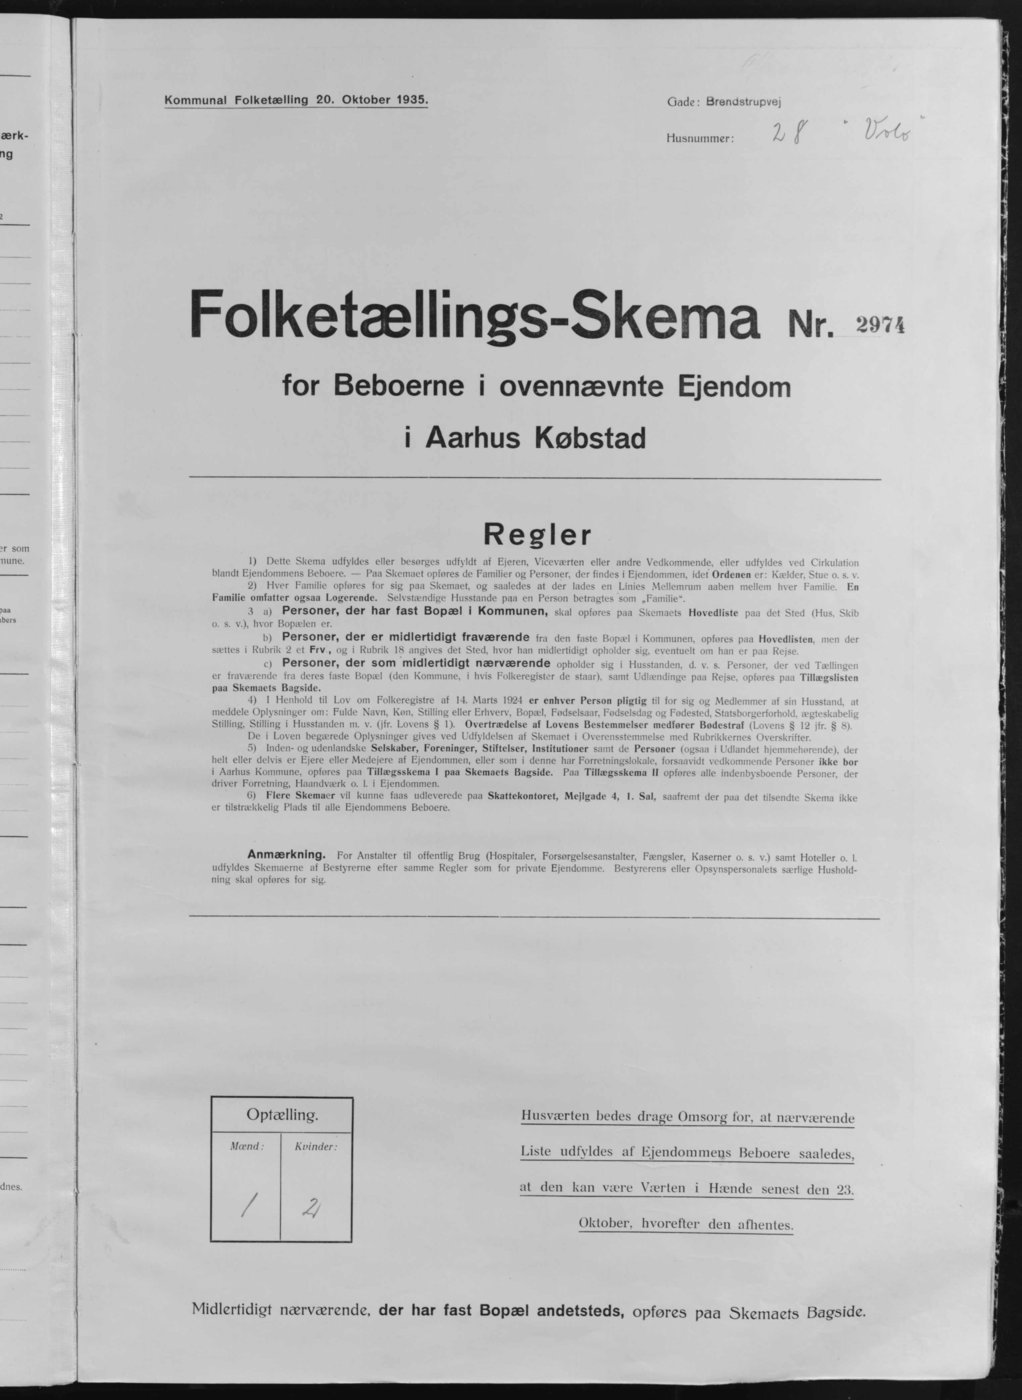 ærk-
ng
2
er som
mune.
paa
bers
dnes.
Kommunal Folketælling 20. Oktober 1935.
Gade: Brendstrupvej
Husnummer: 28 "Volo"
Folketællings-Skema Nr. 2974
for Beboerne i ovennævnte Ejendom
i Aarhus Købstad
Regler
1) Dette Skema udfyldes eller besørges udfyldt af Ejeren, Viceværten eller andre Vedkommende, eller udfyldes ved Cirkulation
blandt Ejendommens Beboere. — Paa Skemaet opføres de Familier og Personer, der findes i Ejendommen, idet Ordenen er: Kælder, Stue o. s. v.
2) Hver Familie opføres for sig paa Skemaet, og saaledes at der lades en Linies Mellemrum aaben mellem hver Familie. En
Familie omfatter ogsaa Logerende. Selvstændige Husstande paa en Person betragtes som „Familie“.
3 a) Personer, der har fast Bopæl i Kommunen, skal opføres paa Skemaets Hovedliste paa det Sted (Hus, Skib
o. s. v.), hvor Bopælen er.
b) Personer, der er midlertidigt fraværende fra den faste Bopæl i Kommunen, opføres paa Hovedlisten, men der
sættes i Rubrik 2 et Frv, og i Rubrik 18 angives det Sted, hvor han midlertidigt opholder sig, eventuelt om han er paa Rejse.
c) Personer, der som midlertidigt nærværende opholder sig i Husstanden, d. v. s. Personer, der ved Tællingen
er fraværende fra deres faste Bopæl (den Kommune, i hvis Folkeregister de staar), samt Udlændinge paa Rejse, opføres paa Tillægslisten
paa Skemaets Bagside.
4) I Henhold til Lov om Folkeregistre af 14. Marts 1924 er enhver Person pligtig til for sig og Medlemmer af sin Husstand, at
meddele Oplysninger om: Fulde Navn, Køn, Stilling eller Erhverv, Bopæl, Fødselsaar, Fødselsdag og Fødested, Statsborgerforhold, ægteskabelig
Stilling, Stilling i Husstanden m. v. (jfr. Lovens § 1). Overtrædelse af Lovens Bestemmelser medfører Bødestraf (Lovens § 12 jfr. § 8).
De i Loven begærede Oplysninger gives ved Udfyldelsen af Skemaet i Overensstemmelse med Rubrikkernes Overskrifter.
5) Inden- og udenlandske Selskaber, Foreninger, Stiftelser, Institutioner samt de Personer (ogsaa i Udlandet hjemmehørende), der
helt eller delvis er Ejere eller Medejere af Ejendommen, eller som i denne har Forretningslokale, forsaavidt vedkommende Personer ikke bor
i Aarhus Kommune, opføres paa Tillægsskema I paa Skemaets Bagside. Paa Tillægsskema II opføres alle indenbysboende Personer, der
driver Forretning, Haandværk o. l. i Ejendommen.
6) Flere Skemaer vil kunne faas udleverede paa Skattekontoret, Mejlgade 4, 1. Sal, saafremt der paa det tilsendte Skema ikke
er tilstrækkelig Plads til alle Ejendommens Beboere.
Anmærkning. For Anstalter til offentlig Brug (Hospitaler, Forsørgelsesanstalter, Fængsler, Kaserner o. s. v.) samt Hoteller o. l.
udfyldes Skemaerne af Bestyrerne efter samme Regler som for private Ejendomme. Bestyrerens eller Opsynspersonalets særlige Hushold-
ning skal opføres for sig.
Optælling.
Mænd: Kvinder:
1 2
Husværten bedes drage Omsorg for, at nærværende
Liste udfyldes af Ejendommens Beboere saaledes,
at den kan være Værten i Hænde senest den 23.
Oktober, hvorefter den afhentes.
Midlertidigt nærværende, der har fast Bopæl andetsteds, opføres paa Skemaets Bagside.